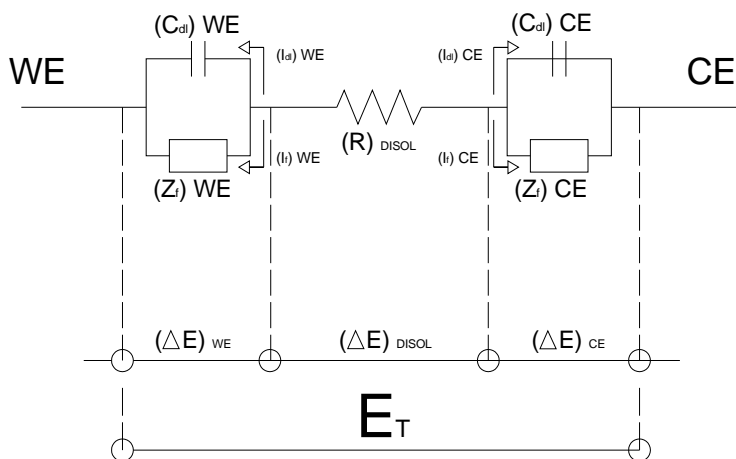 (Cdl) WE
(Cdl) CE
WE
(Idl) WE
(Idl) CE
CE
(R) DISOL
(If) WE
(If) CE
(Zf) WE
(Zf) CE
(△E) WE
(△E) DISOL
(△E) CE
ET